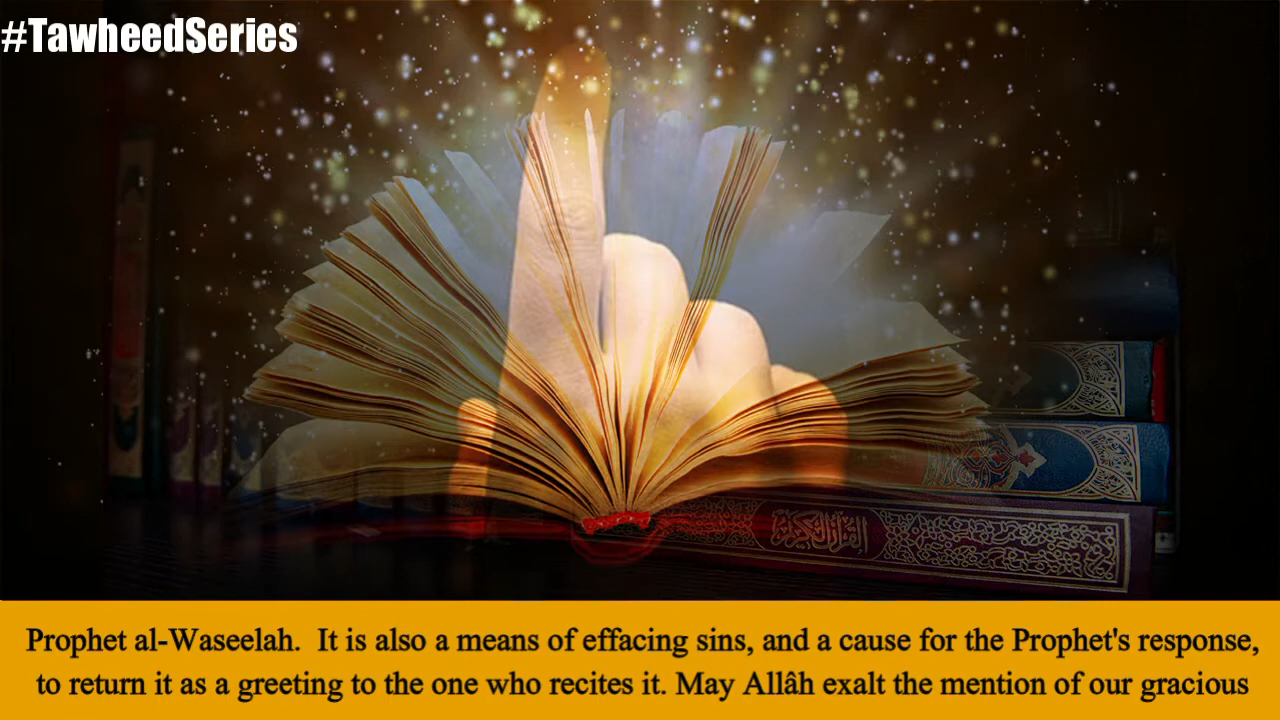 #TawheedSeries
القرآن الكريم
Prophet al-Waseelah. It is also a means of effacing sins, and a cause for the Prophet's response,
to return it as a greeting to the one who recites it. May Allâh exalt the mention of our gracious